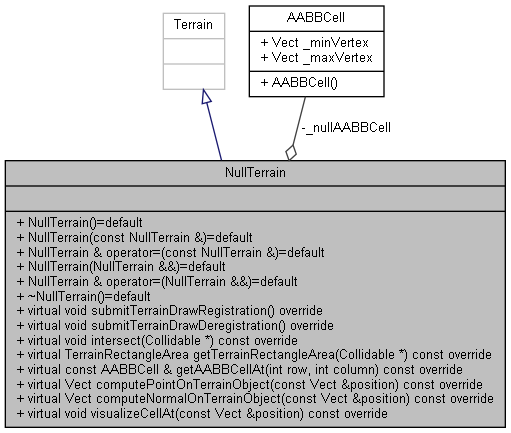 Terrain
AABBCell
+ Vect _minVertex
+ Vect _maxVertex
+ AABBCell()
-_nullAABBCell
NullTerrain
+ NullTerrain()=default
+ NullTerrain(const NullTerrain &)=default
+ NullTerrain & operator=(const NullTerrain &)=default
+ NullTerrain(NullTerrain &&)=default
+ NullTerrain & operator=(NullTerrain &&)=default
+ ~NullTerrain()=default
+ virtual void submitTerrainDrawRegistration() override
+ virtual void submitTerrainDrawDeregistration() override
+ virtual void intersect(Collidable *) const override
+ virtual TerrainRectangleArea getTerrainRectangleArea(Collidable *) const override
+ virtual const AABBCell & getAABBCellAt(int row, int column) const override
+ virtual Vect computePointOnTerrainObject(const Vect &position) const override
+ virtual Vect computeNormalOnTerrainObject(const Vect &position) const override
+ virtual void visualizeCellAt(const Vect &position) const override